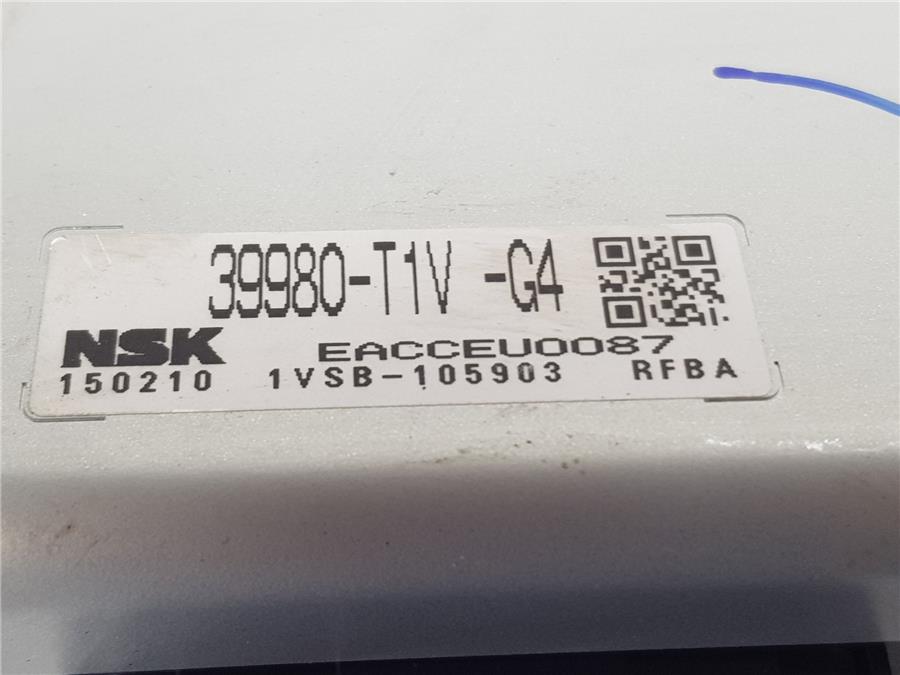 39980-T1V -G4
NSK EACCEU0087
150210 1VSB-105903 RFBA